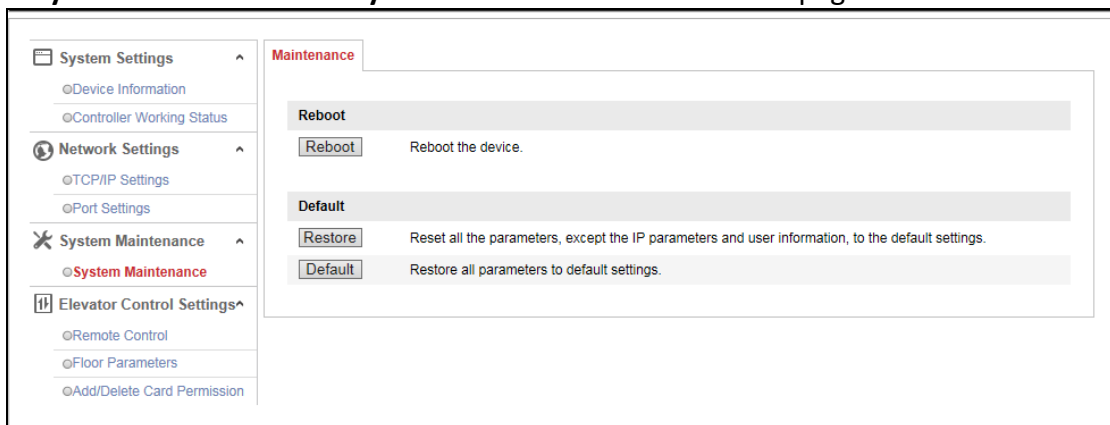 System Settings
Device Information
Controller Working Status
Network Settings
TCP/IP Settings
Port Settings
System Maintenance
System Maintenance
Elevator Control Settings
Remote Control
Floor Parameters
Add/Delete Card Permission
Maintenance
Reboot
Reboot Reboot the device.
Default
Restore Reset all the parameters, except the IP parameters and user information, to the default settings.
Default Restore all parameters to default settings.